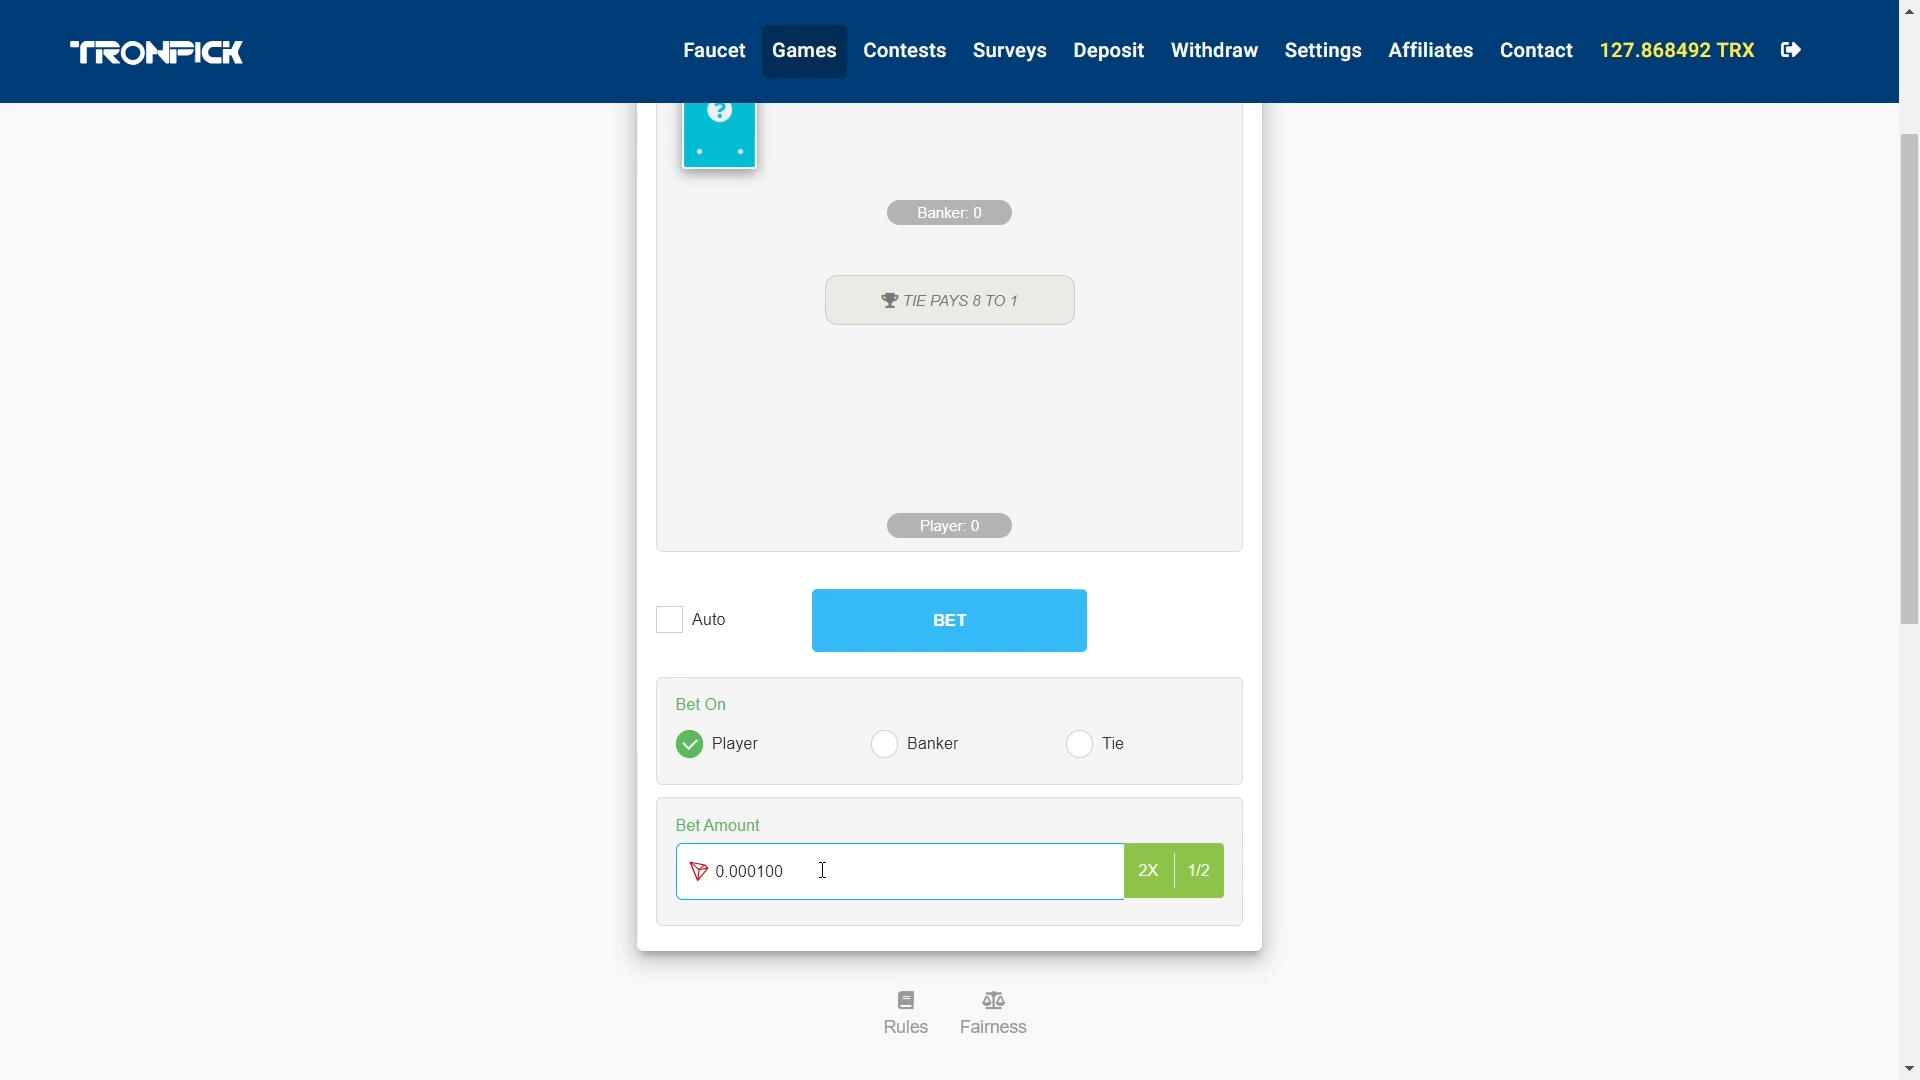 TRONPICK Faucet Games Contests Surveys Deposit Withdraw Settings Affiliates Contact 127.868492 TRX
?
Banker: 0
TIE PAYS 8 TO 1
Player: 0
Auto BET
Bet On
Player Banker Tie
Bet Amount
0.000100 2X 1/2
Rules Fairness